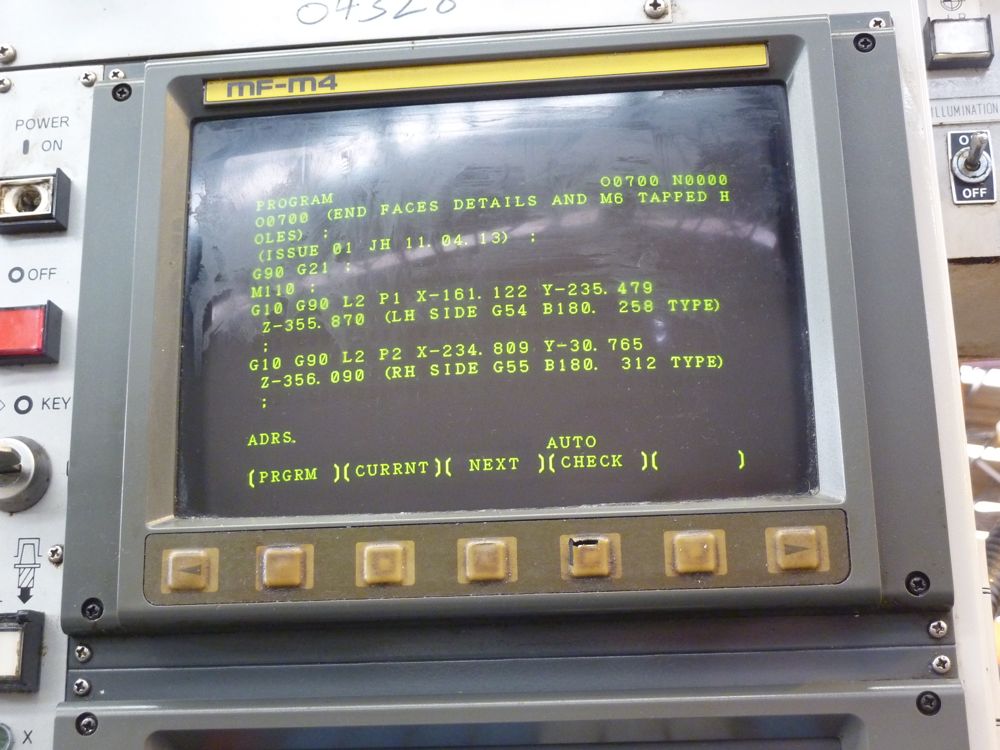 MF-M4
POWER
ON
OFF
KEY
X
ILLUMINATION
OFF
PROGRAM O0700 N0000
O0700 (END FACES DETAILS AND M6 TAPPED H
OLES) ;
(ISSUE 01 JH 11.04.13) ;
G90 G21 ;
M110 ;
G10 G90 L2 P1 X-161.122 Y-235.479
Z-355.870 (LH SIDE G54 B180. 258 TYPE)
;
G10 G90 L2 P2 X-234.809 Y-30.765
Z-356.090 (RH SIDE G55 B180. 312 TYPE)
;
ADRS.
AUTO
(PRGRM )(CURRNT)( NEXT )(CHECK )( )